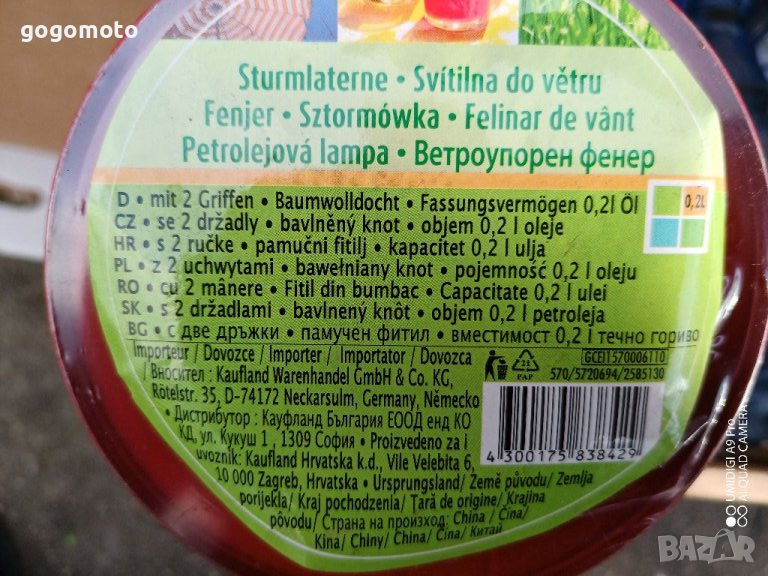 gogomoto
Sturmlaterne • Svítilna do větru
Fenjer • Sztormówka • Felinar de vânt
Petrolejová lampa • Ветроупорен фенер
D • mit 2 Griffen • Baumwolldocht • Fassungsvermögen 0,2l Öl
0,2L
CZ • se 2 držadly • bavlněný knot • objem 0,2 l oleje
HR • s 2 ručke • pamučni fitilj • kapacitet 0,2 l ulja
PL • z 2 uchwytami • bawełniany knot • pojemność 0,2 l oleju
RO • cu 2 mânere • Fitil din bumbac • Capacitate 0,2 l ulei
SK • s 2 držadlami • bavlnený knôt • objem 0,2 l petroleja
BG • с две дръжки • памучен фитил • вместимост 0,2 l течно гориво
Importeur / Dovozce / Importer / Importator / Dovozca
/ Вносител : Kaufland Warenhandel GmbH & Co. KG,
Rötelstr. 35, D-74172 Neckarsulm, Germany, Německo
• Дистрибутор : Кауфланд България ЕООД енд КО
КД, ул. Кукуш 1 , 1309 София • Proizvedeno za i
uvoznik: Kaufland Hrvatska k.d., Vile Velebita 6,
10 000 Zagreb, Hrvatska • Ursprungsland/ Země původu/ Zemlja
porijekla/ Kraj pochodzenia/ Țară de origine/ Krajina
pôvodu/ Страна на произход: China / Čína/
Kina/ Chiny/ China/ Čína/ Китай
21
PAP
GCEI1570006110
570/5720694/2585130
4 300175 838429
UMIDIGI A9 Pro
AI QUAD CAMERA
BAZAR